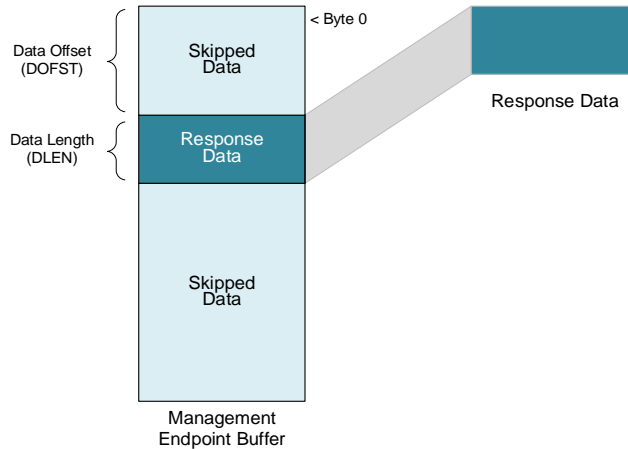 < Byte 0
Data Offset
(DOFST)
Skipped
Data
Response Data
Data Length
(DLEN)
Response
Data
Skipped
Data
Management
Endpoint Buffer